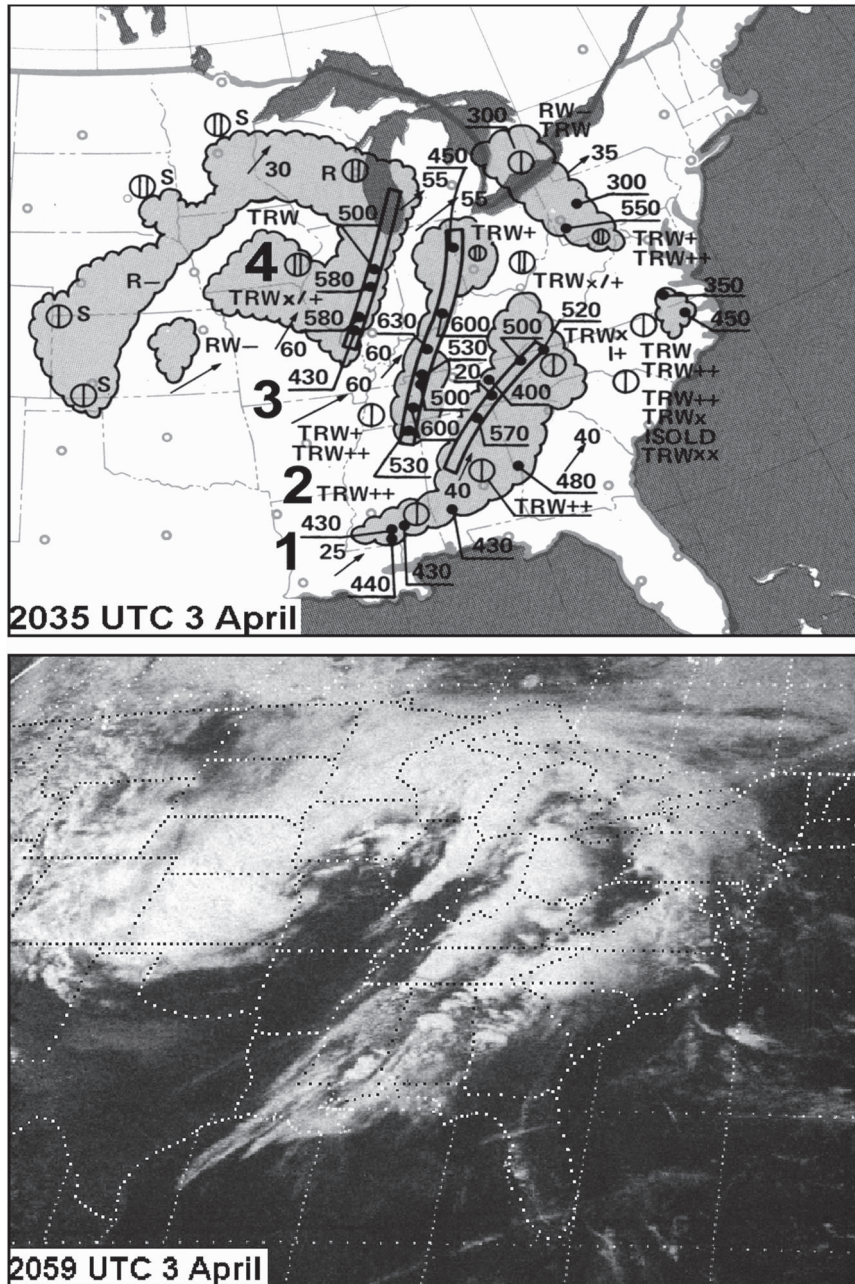 300
RW-
TRW
S
450
35
30
R
55
55
300
S
TRW
500
TRW+
550
TRW+
TRW++
4
580
TRWx/+
350
R-
TRWx/+
S
580
630
600
500
520
450
TRWx
RW-
60
530
I+
TRW
60
20
TRW++
430
500
400
S
3
60
TRW+
600
570
TRW++
TRW++
TRWx
40
ISOLD
530
TRWxx
2
TRW++
40
480
430
TRW++
1
25
430
440
430
2035 UTC 3 April
2059 UTC 3 April